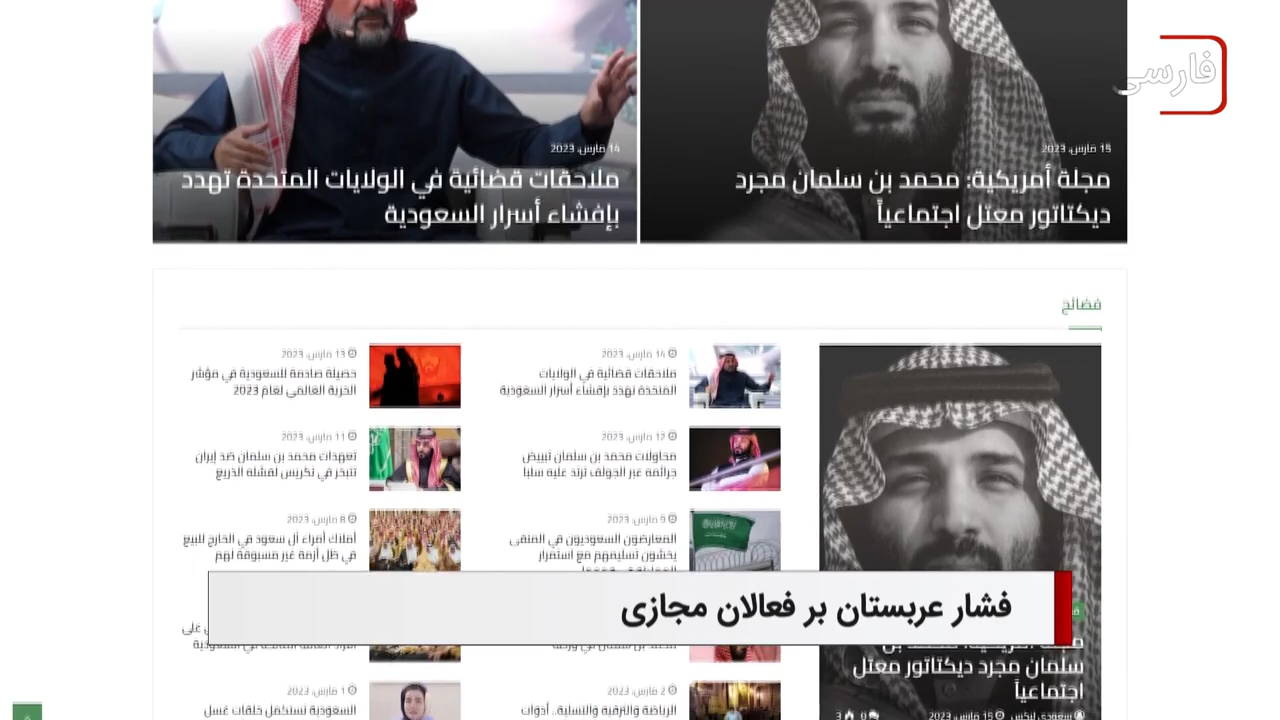 فارسی
15 مارس، 2023
مجلة أمريكية: محمد بن سلمان مجرد
ديكتاتور معتل اجتماعياً
14 مارس، 2023
ملاحقات قضائية في الولايات المتحدة تهدد
بإفشاء أسرار السعودية
فضائح
14 مارس، 2023
ملاحقات قضائية في الولايات
المتحدة تهدد بإفشاء أسرار السعودية
13 مارس، 2023
حصيلة صادمة للسعودية في مؤشر
الحرية العالمي لعام 2023
12 مارس، 2023
محاولات محمد بن سلمان تبييض
جرائمه عبر الجولف ترتد عليه سلبا
11 مارس، 2023
تعهدات محمد بن سلمان ضد إيران
تتبخر في تكريس لفشله الذريع
9 مارس، 2023
المعارضون السعوديون في المنفى
يخشون تسليمهم مع استمرار
8 مارس، 2023
أملاك أمراء آل سعود في الخارج للبيع
في ظل أزمة غير مسبوقة لهم
فشار عربستان بر فعالان مجازی
سلمان مجرد ديكتاتور معتل
اجتماعياً
سعودي ليكس 15 مارس، 2023 0 3
2 مارس، 2023
الرياضة والترفيه والتسلية.. أدوات
1 مارس، 2023
السعودية تستكمل حلقات غسل